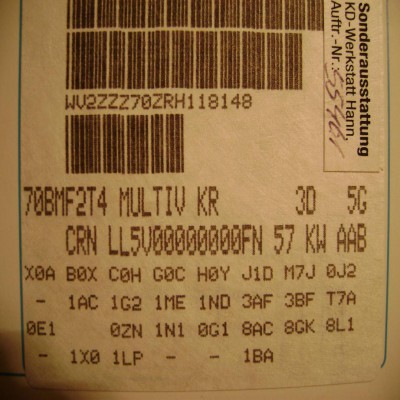 Sonderausstattung
KD-Werkstatt Hann.
Auftr.-Nr.:
WV2ZZZ70ZRH118148
70BMF2T4 MULTIV KR 3D 5G
CRN LL5V00000000FN 57 KW AAB
X0A B0X C0H G0C H0Y J1D M7J 0J2
- 1AC 1G2 1ME 1ND 3AF 3BF T7A
0E1 0ZN 1N1 0G1 8AC 8GK 8L1
- 1X0 1LP - - 1BA